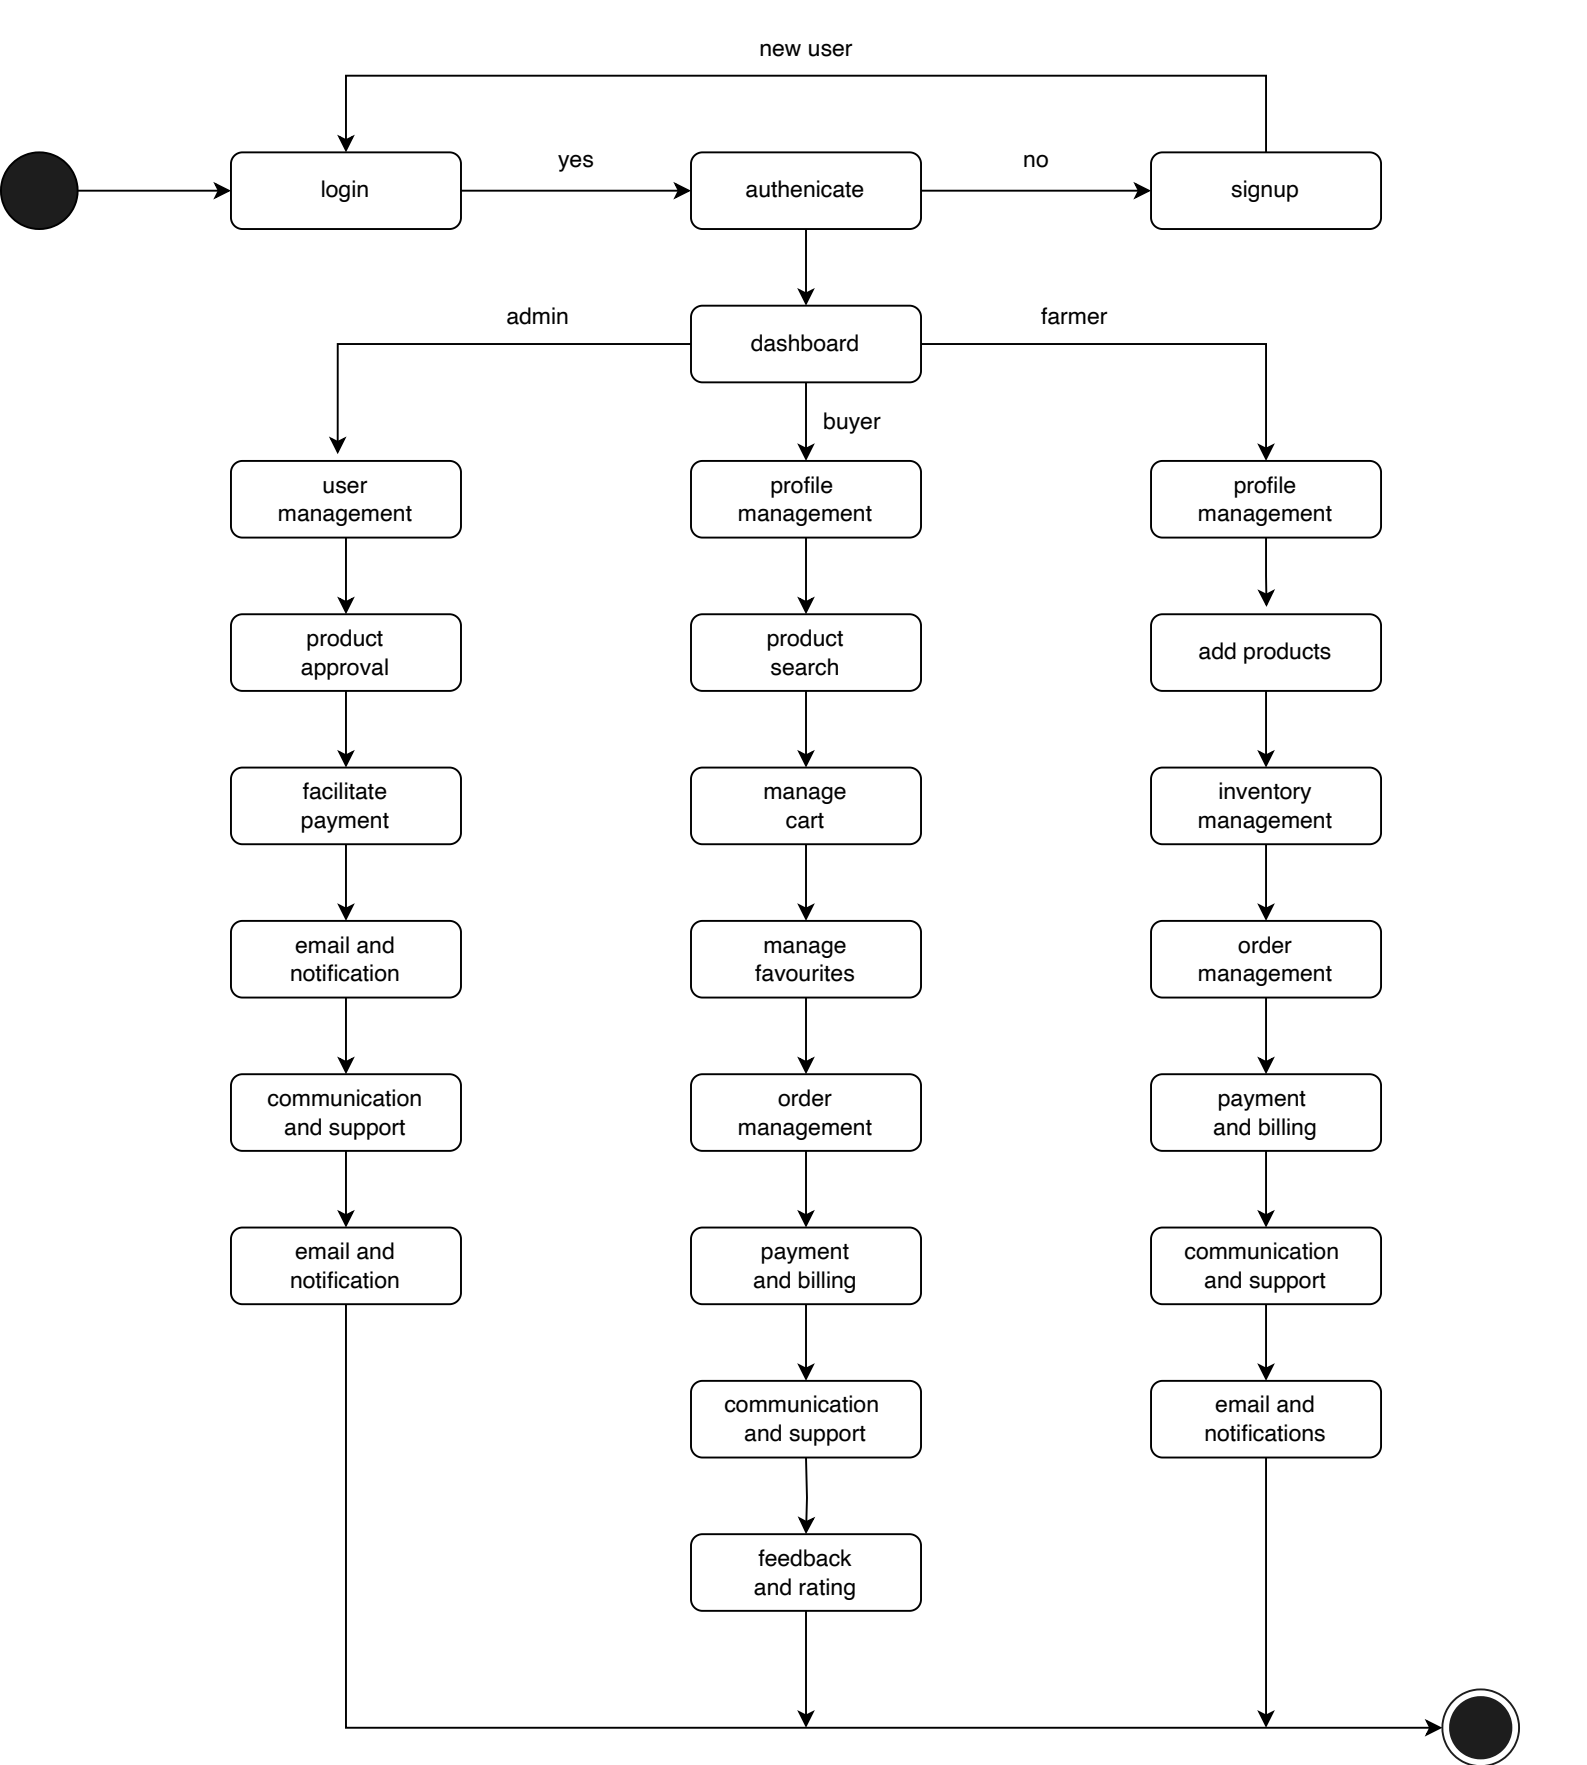 new user
login
yes
authenicate
no
signup
admin
dashboard
farmer
buyer
user
management
profile
management
profile
management
product
approval
product
search
add products
facilitate
payment
manage
cart
inventory
management
email and
notification
manage
favourites
order
management
communication
and support
order
management
payment
and billing
email and
notification
payment
and billing
communication
and support
communication
and support
email and
notifications
feedback
and rating